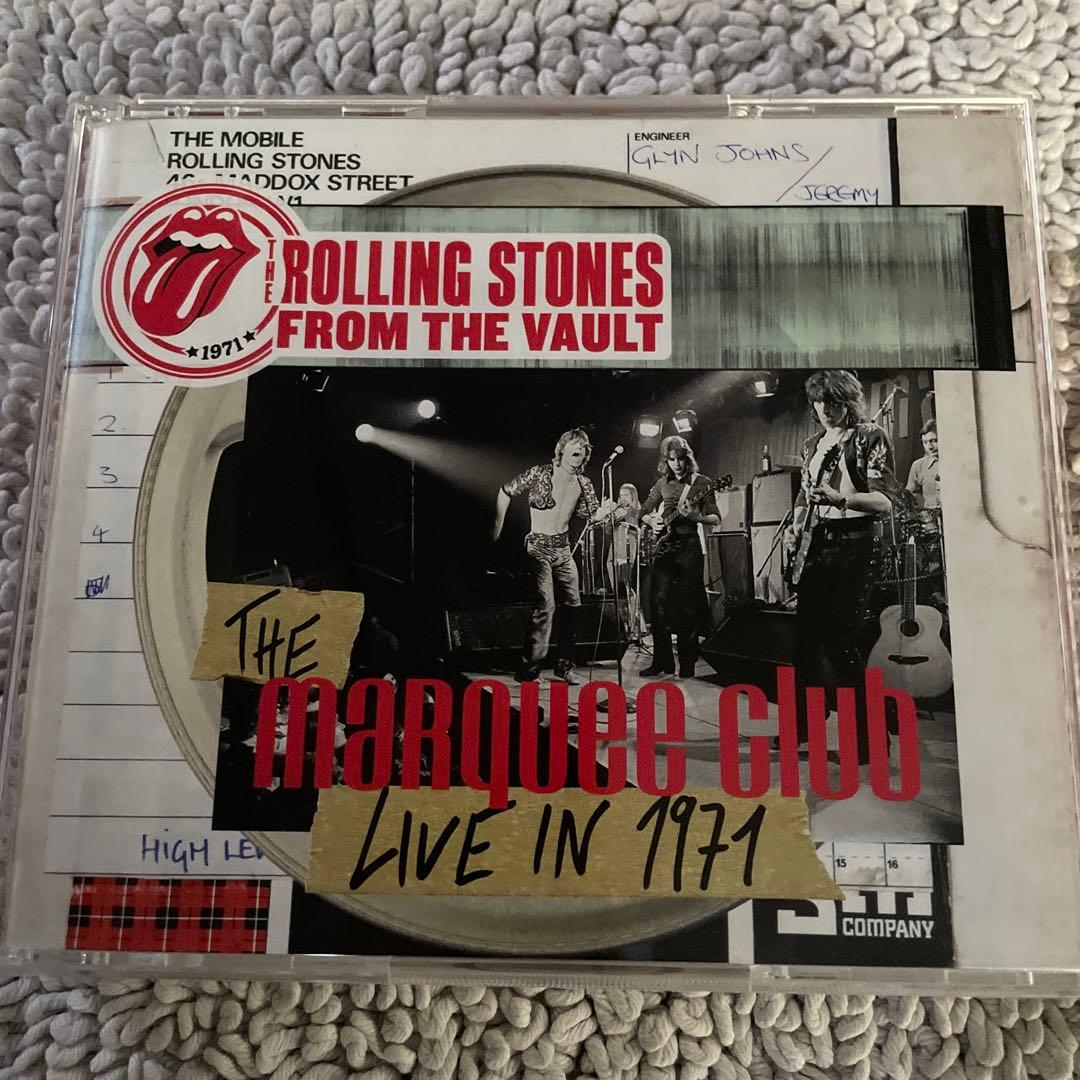 THE MOBILE
ROLLING STONES
MADDOX STREET
ENGINEER
GLYN JOHNS/
/JEREMY
THE
ROLLING STONES
FROM THE VAULT
★1971★
2.
3
4
THE
маRQUee club
LIVE IN 1971
HIGH LEV
15 16
COMPANY